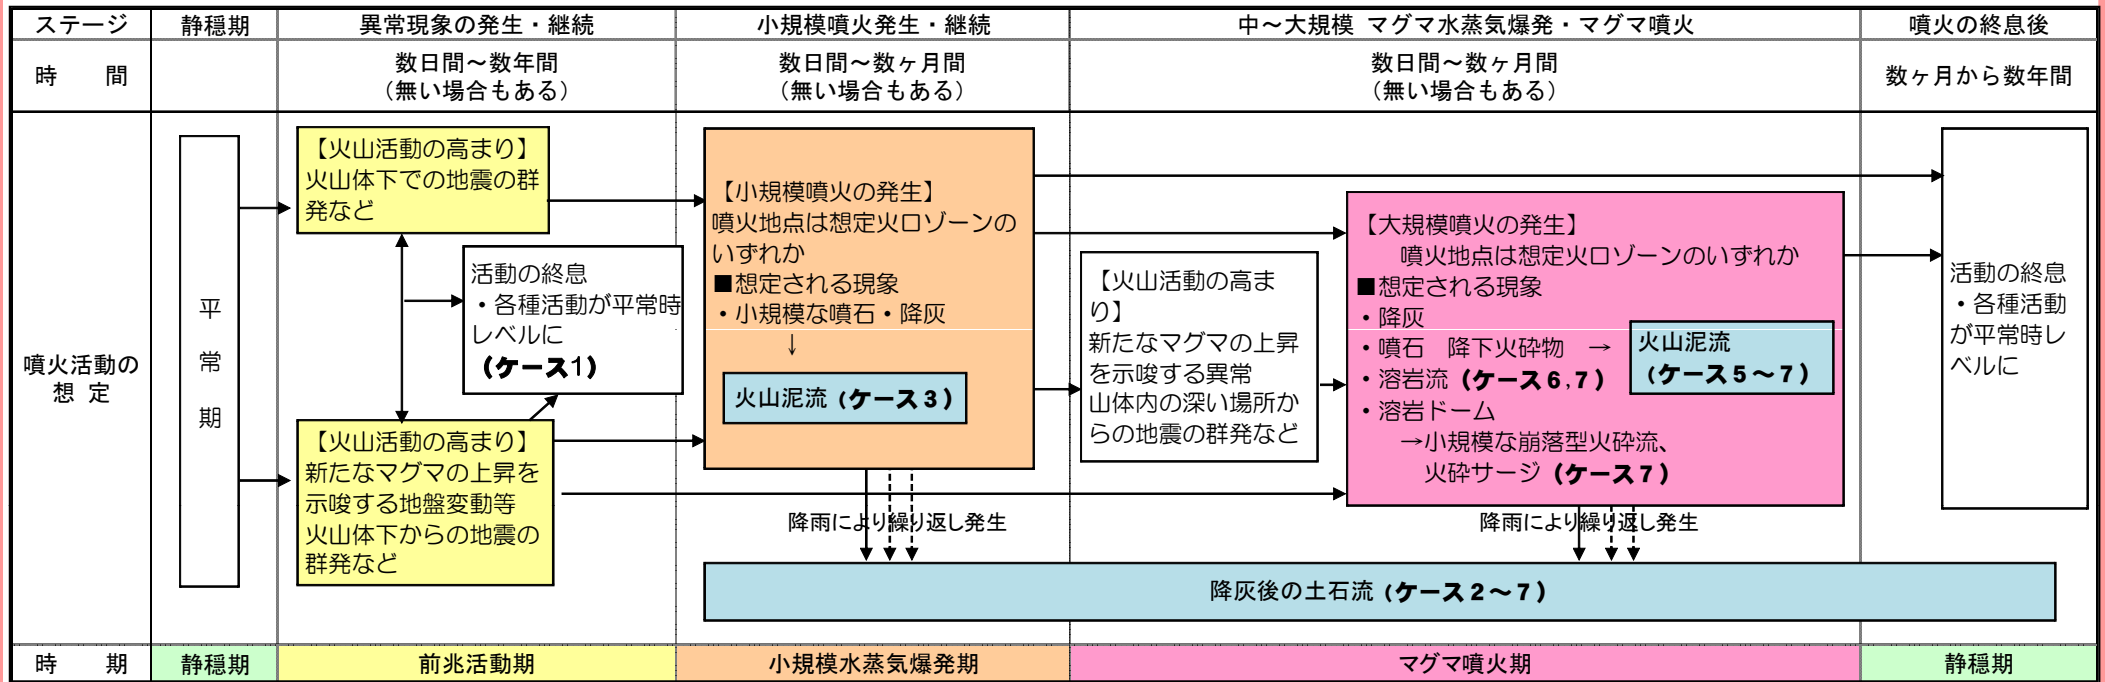 ステージ 静穏期 異常現象の発生・継続 小規模噴火発生・継続 中～大規模 マグマ水蒸気爆発・マグマ噴火 噴火の終息後
時 間 数日間～数年間 数日間～数ヶ月間 数日間～数ヶ月間 数ヶ月から数年間
（無い場合もある） （無い場合もある） （無い場合もある）
噴火活動の
想 定
平
常
期
【火山活動の高まり】
火山体下での地震の群
発など
活動の終息
・各種活動が平常時
レベルに
（ケース1）
【火山活動の高まり】
新たなマグマの上昇を
示唆する地盤変動等
火山体下からの地震の
群発など
【小規模噴火の発生】
噴火地点は想定火口ゾーンの
いずれか
■想定される現象
・小規模な噴石・降灰
↓
火山泥流（ケース３）
降雨により繰り返し発生
【火山活動の高ま
り】
新たなマグマの上昇
を示唆する異常
山体内の深い場所か
らの地震の群発など
【大規模噴火の発生】
噴火地点は想定火口ゾーンのいずれか
■想定される現象
・降灰
・噴石 降下火砕物 →
・溶岩流（ケース６,７）
・溶岩ドーム
→小規模な崩落型火砕流、
火砕サージ（ケース７）
火山泥流
（ケース５～７）
降雨により繰り返し発生
活動の終息
・各種活動
が平常時レ
ベルに
降灰後の土石流（ケース２～７）
時 期 静穏期 前兆活動期 小規模水蒸気爆発期 マグマ噴火期 静穏期